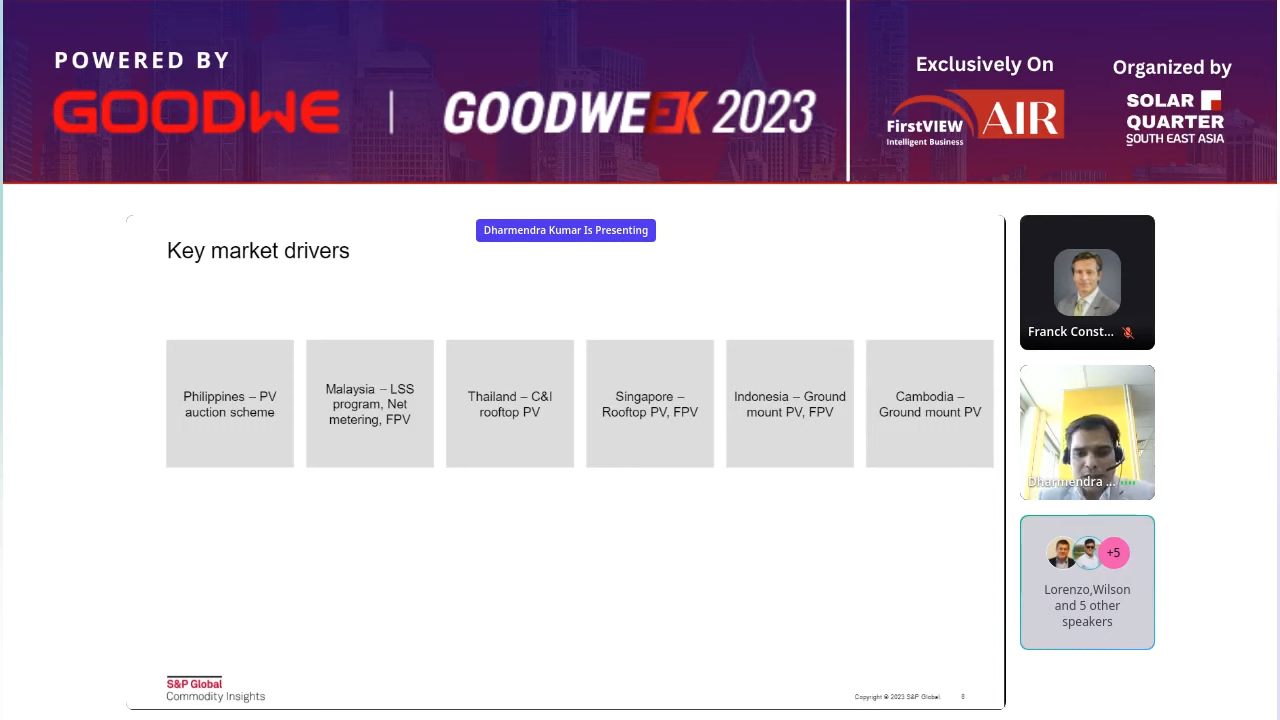 POWERED BY
GOODWE
GOODWEEK 2023
Exclusively On
FirstVIEW
Intelligent Business
AIR
Organized by
SOLAR
QUARTER
SOUTH EAST ASIA
Dharmendra Kumar Is Presenting
Key market drivers
Philippines – PV
auction scheme
Malaysia – LSS
program, Net
metering, FPV
Thailand – C&I
rooftop PV
Singapore –
Rooftop PV, FPV
Indonesia – Ground
mount PV, FPV
Cambodia –
Ground mount PV
S&P Global
Commodity Insights
Copyright © 2023 S&P Global.
8
Franck Const...
Dharmendra ...
+5
Lorenzo,Wilson
and 5 other
speakers